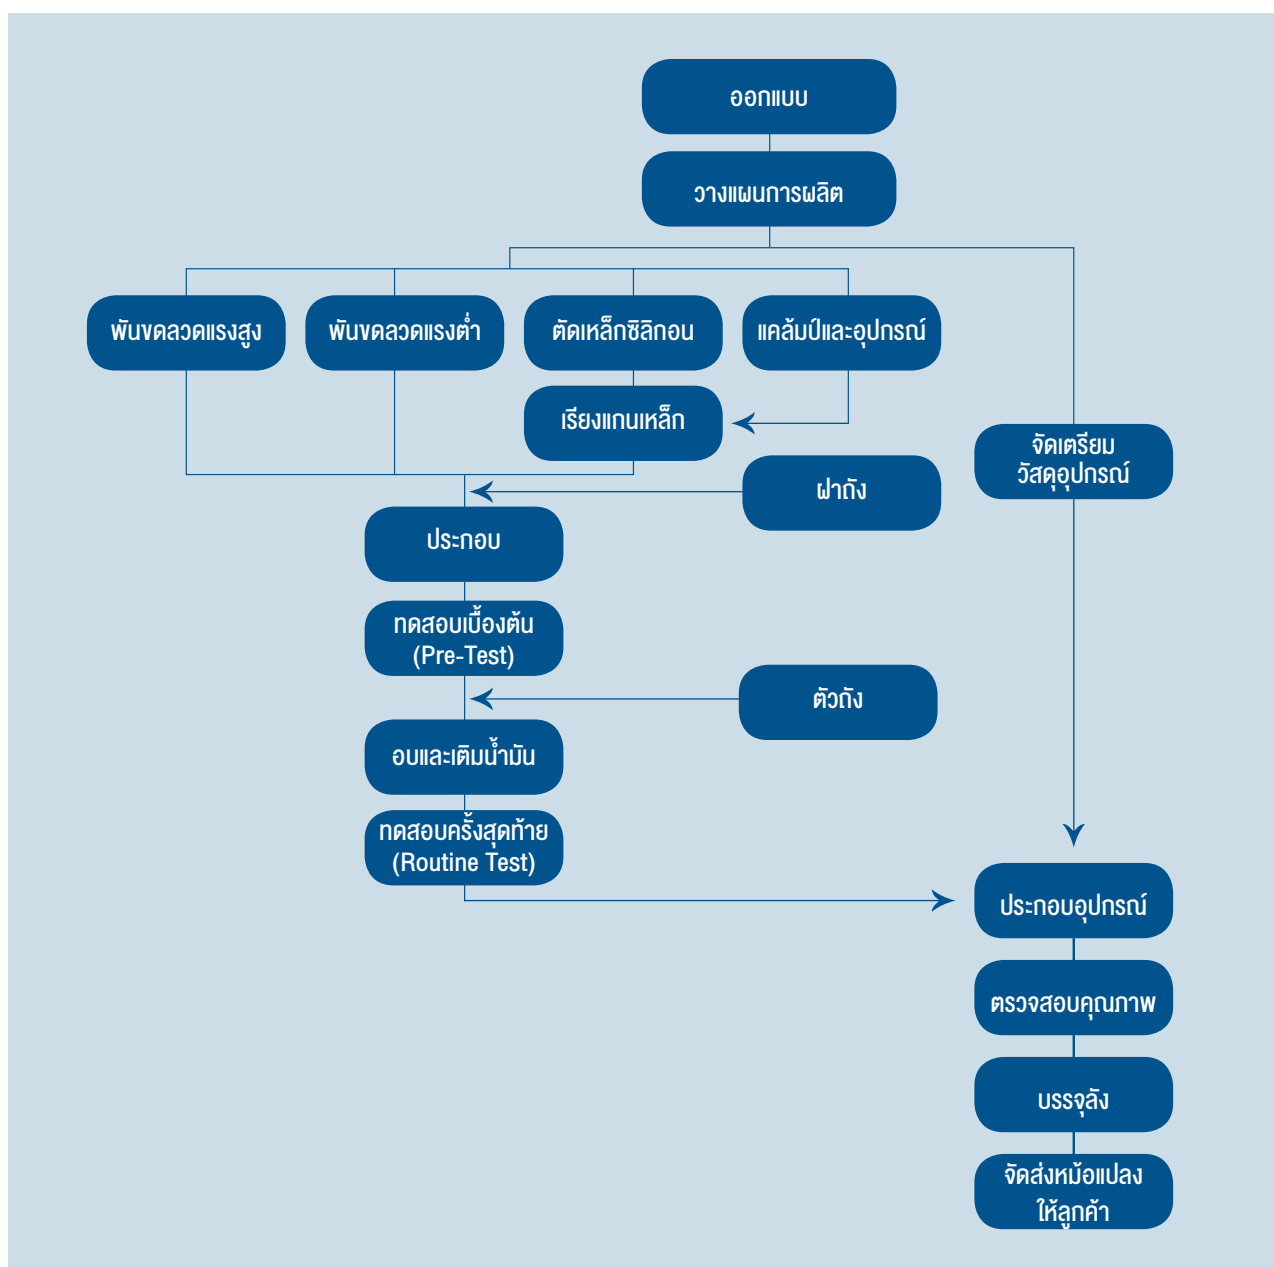 ออกแบบ
วางแผนการผลิต
พันขดลวดแรงสูง
พันขดลวดแรงต่ำ
ตัดเหล็กซิลิกอน
แคล้มป์และอุปกรณ์
เรียงแกนเหล็ก
จัดเตรียม
วัสดุอุปกรณ์
ฝาถัง
ประกอบ
ทดสอบเบื้องต้น
(Pre-Test)
ตัวถัง
อบและเติมน้ำมัน
ทดสอบครั้งสุดท้าย
(Routine Test)
ประกอบอุปกรณ์
ตรวจสอบคุณภาพ
บรรจุลัง
จัดส่งหม้อแปลง
ให้ลูกค้า